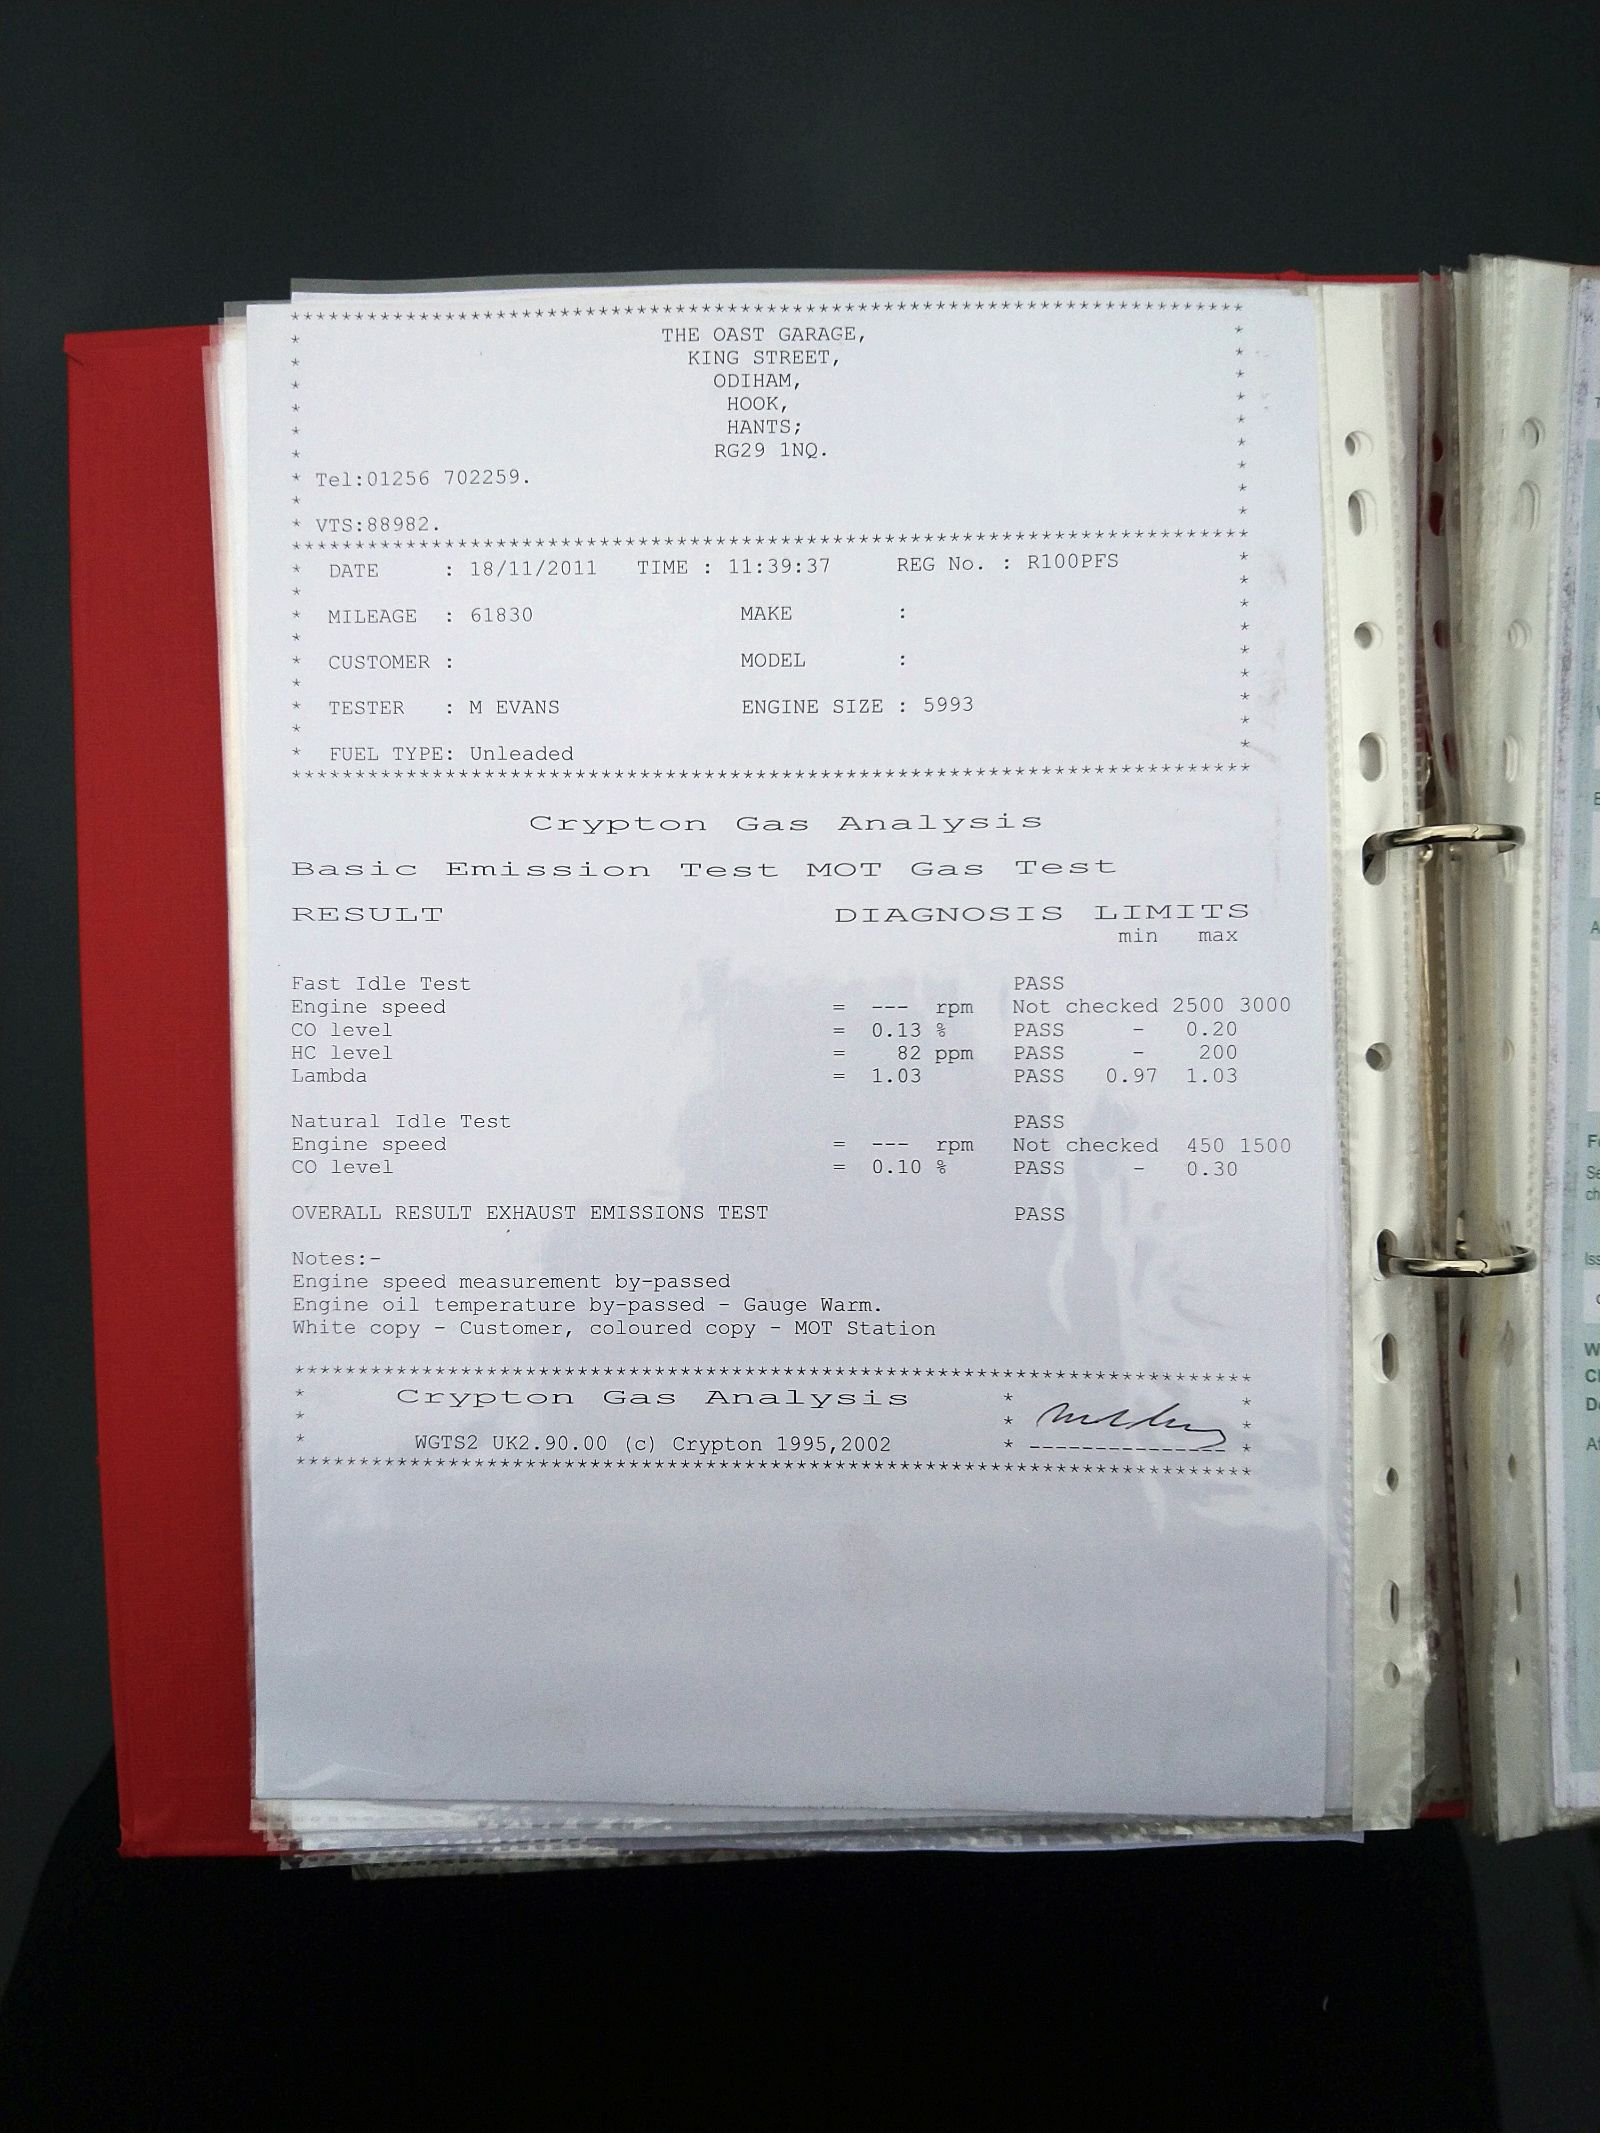 ********************************************************************************
* THE OAST GARAGE, *
* KING STREET, *
* ODIHAM, *
* HOOK, *
* HANTS; *
* RG29 1NQ. *
* Tel:01256 702259. *
* *
* VTS:88982. *
********************************************************************************
* DATE : 18/11/2011 TIME : 11:39:37 REG No. : R100PFS *
* *
* MILEAGE : 61830 MAKE : *
* *
* CUSTOMER : MODEL : *
* *
* TESTER : M EVANS ENGINE SIZE : 5993 *
* *
* FUEL TYPE: Unleaded *
********************************************************************************
Crypton Gas Analysis
Basic Emission Test MOT Gas Test
RESULT DIAGNOSIS LIMITS
min max
Fast Idle Test PASS
Engine speed = --- rpm Not checked 2500 3000
CO level = 0.13 % PASS - 0.20
HC level = 82 ppm PASS - 200
Lambda = 1.03 PASS 0.97 1.03
Natural Idle Test PASS
Engine speed = --- rpm Not checked 450 1500
CO level = 0.10 % PASS - 0.30
OVERALL RESULT EXHAUST EMISSIONS TEST PASS
Notes:-
Engine speed measurement by-passed
Engine oil temperature by-passed - Gauge Warm.
White copy - Customer, coloured copy - MOT Station
********************************************************************************
* Crypton Gas Analysis * *
* * *
* WGTS2 UK2.90.00 (c) Crypton 1995,2002 * --------------- *
********************************************************************************